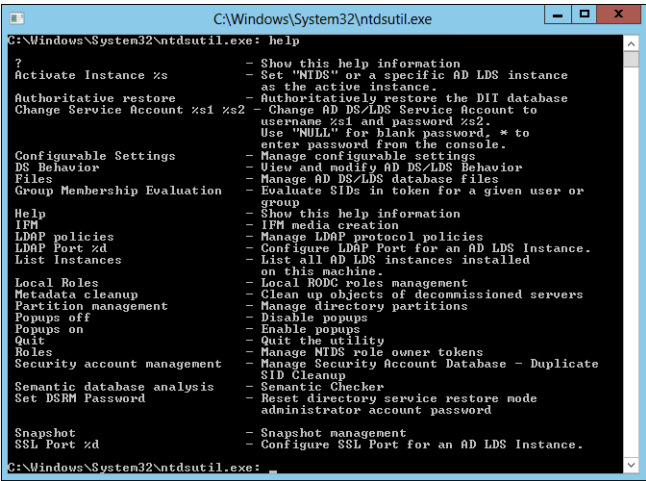 C:\Windows\System32\ntdsutil.exe
C:\Windows\System32\ntdsutil.exe: help
? - Show this help information
Activate Instance %s - Set "NTDS" or a specific AD LDS instance
as the active instance.
Authoritative restore - Authoritatively restore the DIT database
Change Service Account %s1 %s2 - Change AD DS/LDS Service Account to
username %s1 and password %s2.
Use "NULL" for blank password, * to
enter password from the console.
Configurable Settings - Manage configurable settings
DS Behavior - View and modify AD DS/LDS Behavior
Files - Manage AD DS/LDS database files
Group Membership Evaluation - Evaluate SIDs in token for a given user or
group
Help - Show this help information
IFM - IFM media creation
LDAP policies - Manage LDAP protocol policies
LDAP Port %d - Configure LDAP Port for an AD LDS Instance.
List Instances - List all AD LDS instances installed
on this machine.
Local Roles - Local RODC roles management
Metadata cleanup - Clean up objects of decommissioned servers
Partition management - Manage directory partitions
Popups off - Disable popups
Popups on - Enable popups
Quit - Quit the utility
Roles - Manage NTDS role owner tokens
Security account management - Manage Security Account Database - Duplicate
SID Cleanup
Semantic database analysis - Semantic Checker
Set DSRM Password - Reset directory service restore mode
administrator account password
Snapshot - Snapshot management
SSL Port %d - Configure SSL Port for an AD LDS Instance.
C:\Windows\System32\ntdsutil.exe: _